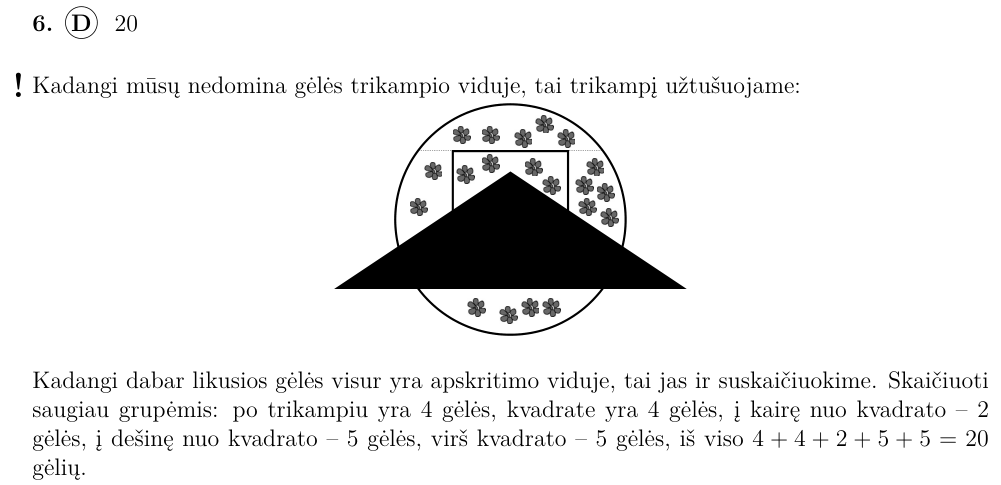 6. D 20
! Kadangi mūsų nedomina gėlės trikampio viduje, tai trikampį užtušuojame:
Kadangi dabar likusios gėlės visur yra apskritimo viduje, tai jas ir suskaičiuokime. Skaičiuoti
saugiau grupėmis: po trikampiu yra 4 gėlės, kvadrate yra 4 gėlės, į kairę nuo kvadrato – 2
gėlės, į dešinę nuo kvadrato – 5 gėlės, virš kvadrato – 5 gėlės, iš viso 4 + 4 + 2 + 5 + 5 = 20
gėlių.